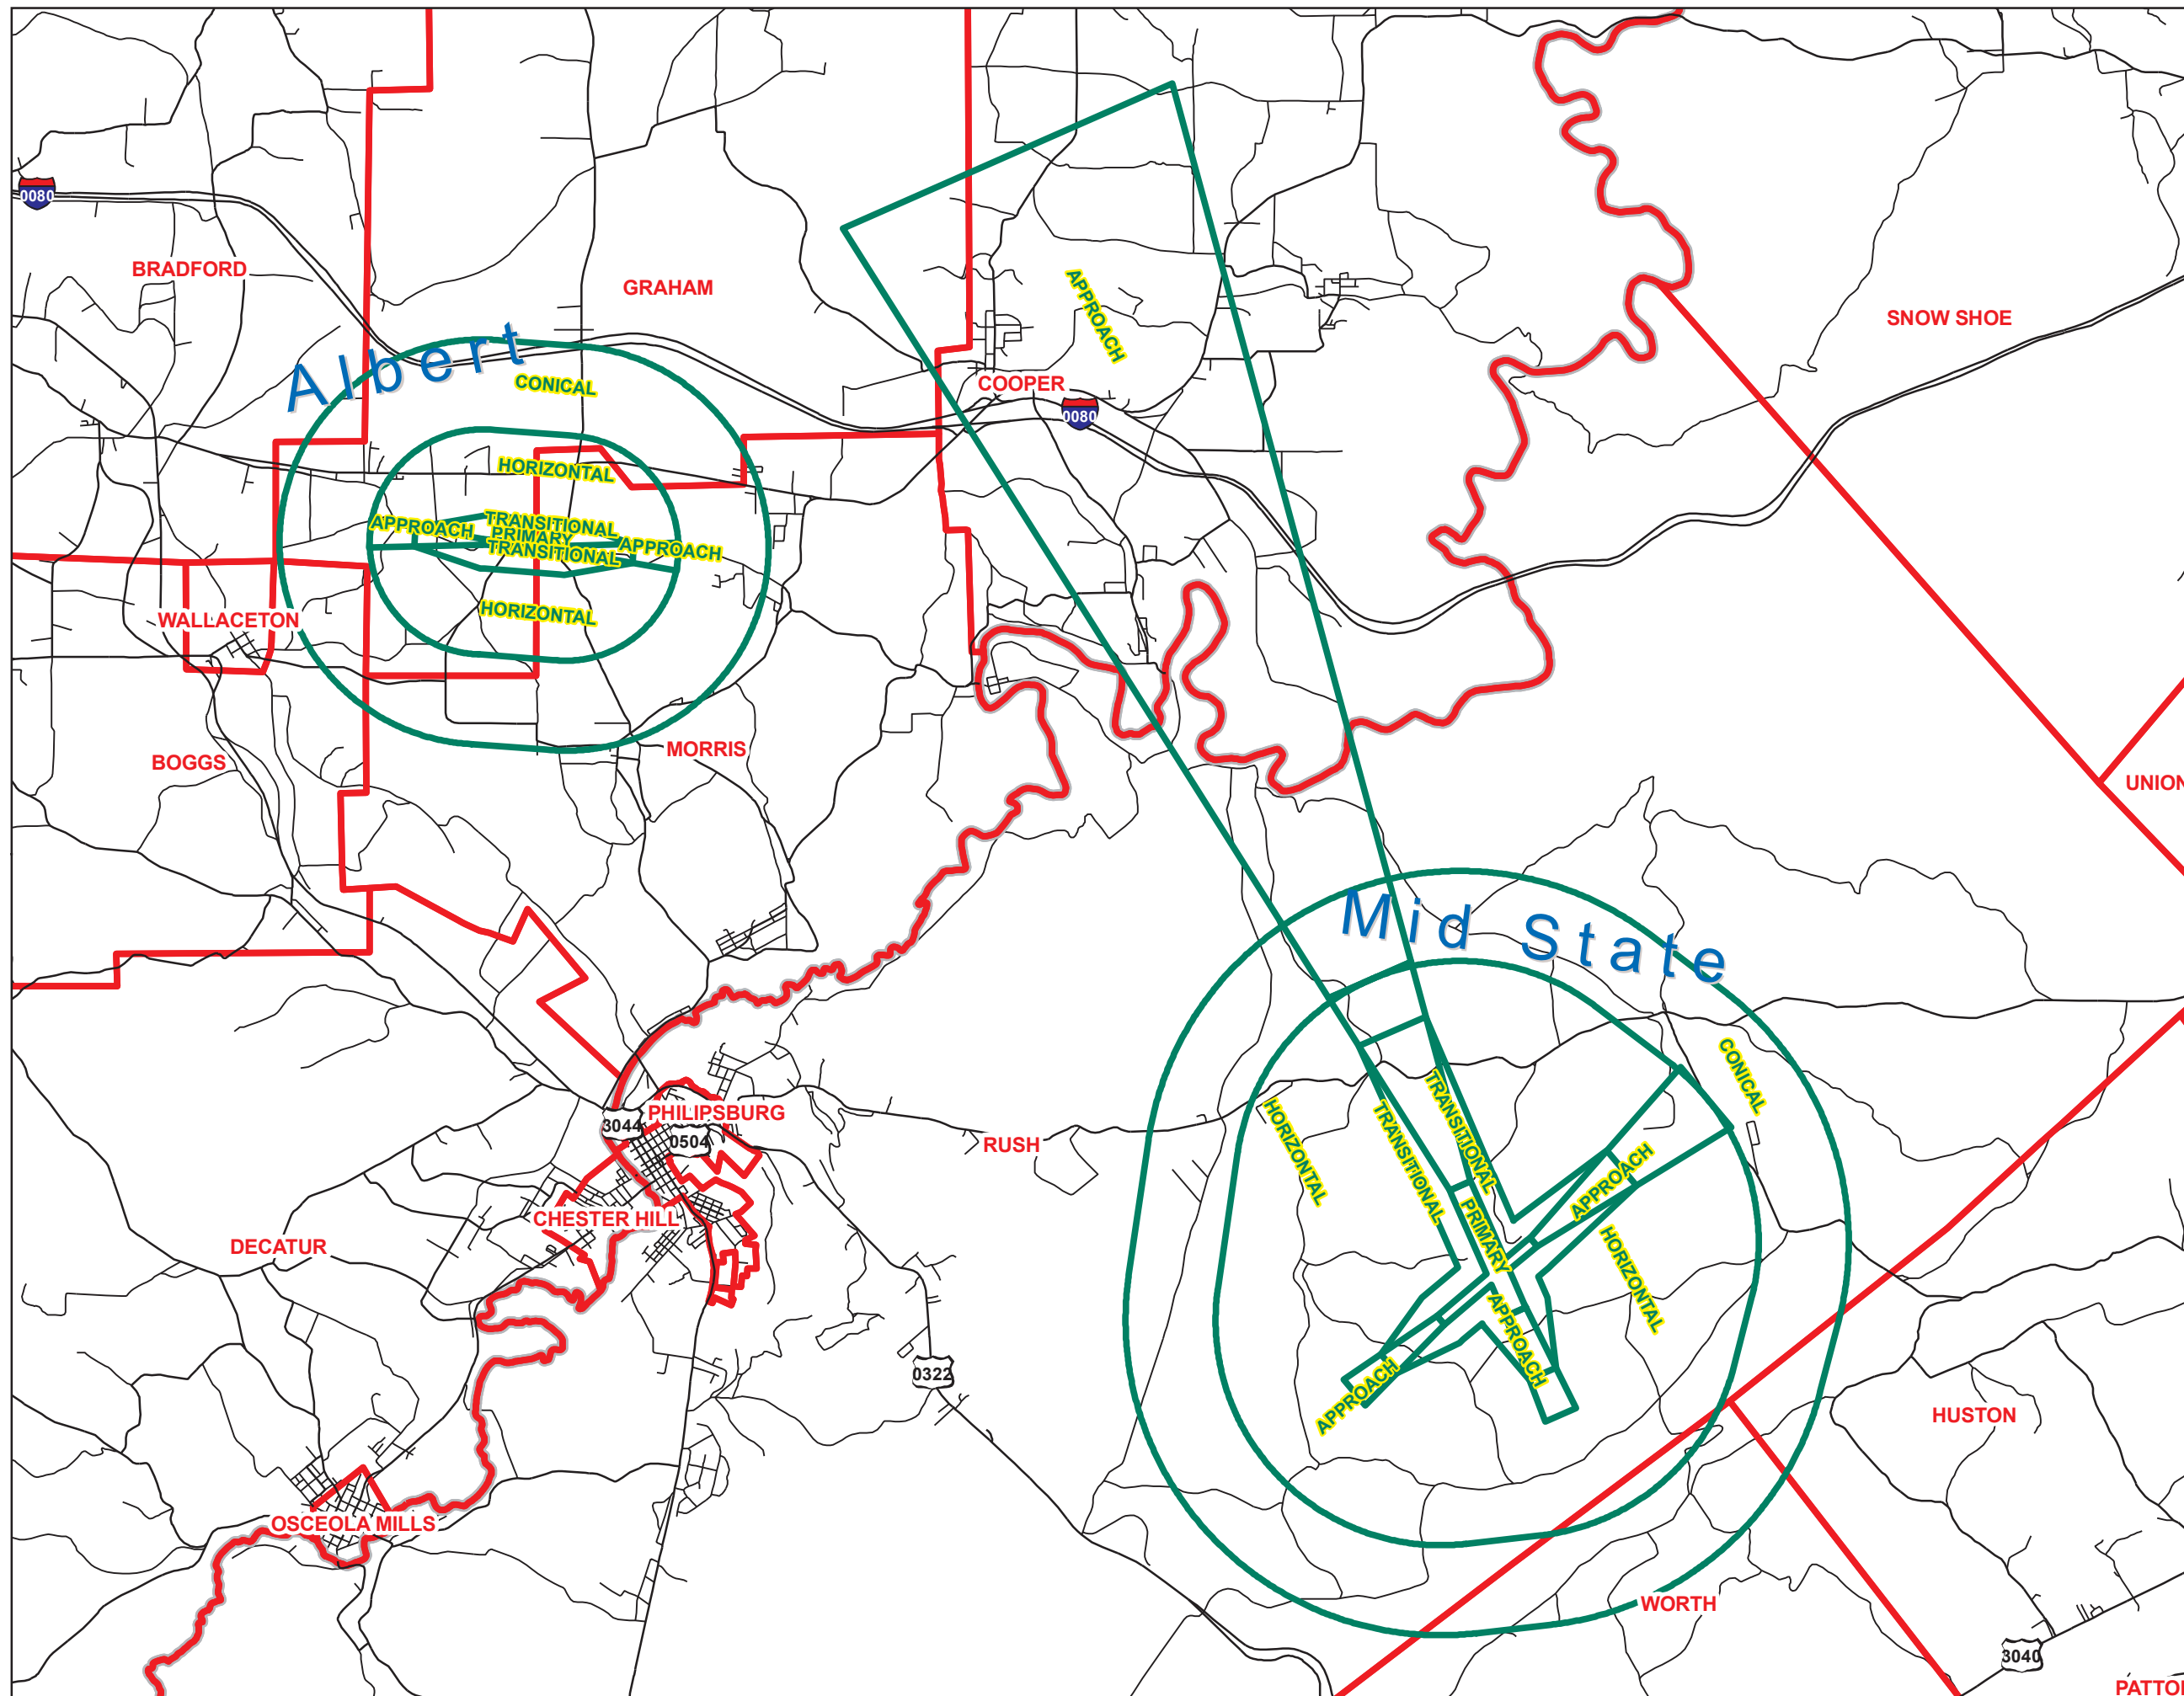 0080
BRADFORD
GRAHAM
APPROACH
SNOW SHOE
Albert
CONICAL
COOPER
0080
HORIZONTAL
APPROACH
TRANSITIONAL
PRIMARY
TRANSITIONAL
APPROACH
HORIZONTAL
WALLACETON
BOGGS
MORRIS
UNION
Mid State
CONICAL
TRANSITIONAL
TRANSITIONAL
HORIZONTAL
PHILIPSBURG
3044
0504
RUSH
APPROACH
PRIMARY
CHESTER HILL
DECATUR
HORIZONTAL
APPROACH
0322
APPROACH
HUSTON
OSCEOLA MILLS
WORTH
3040